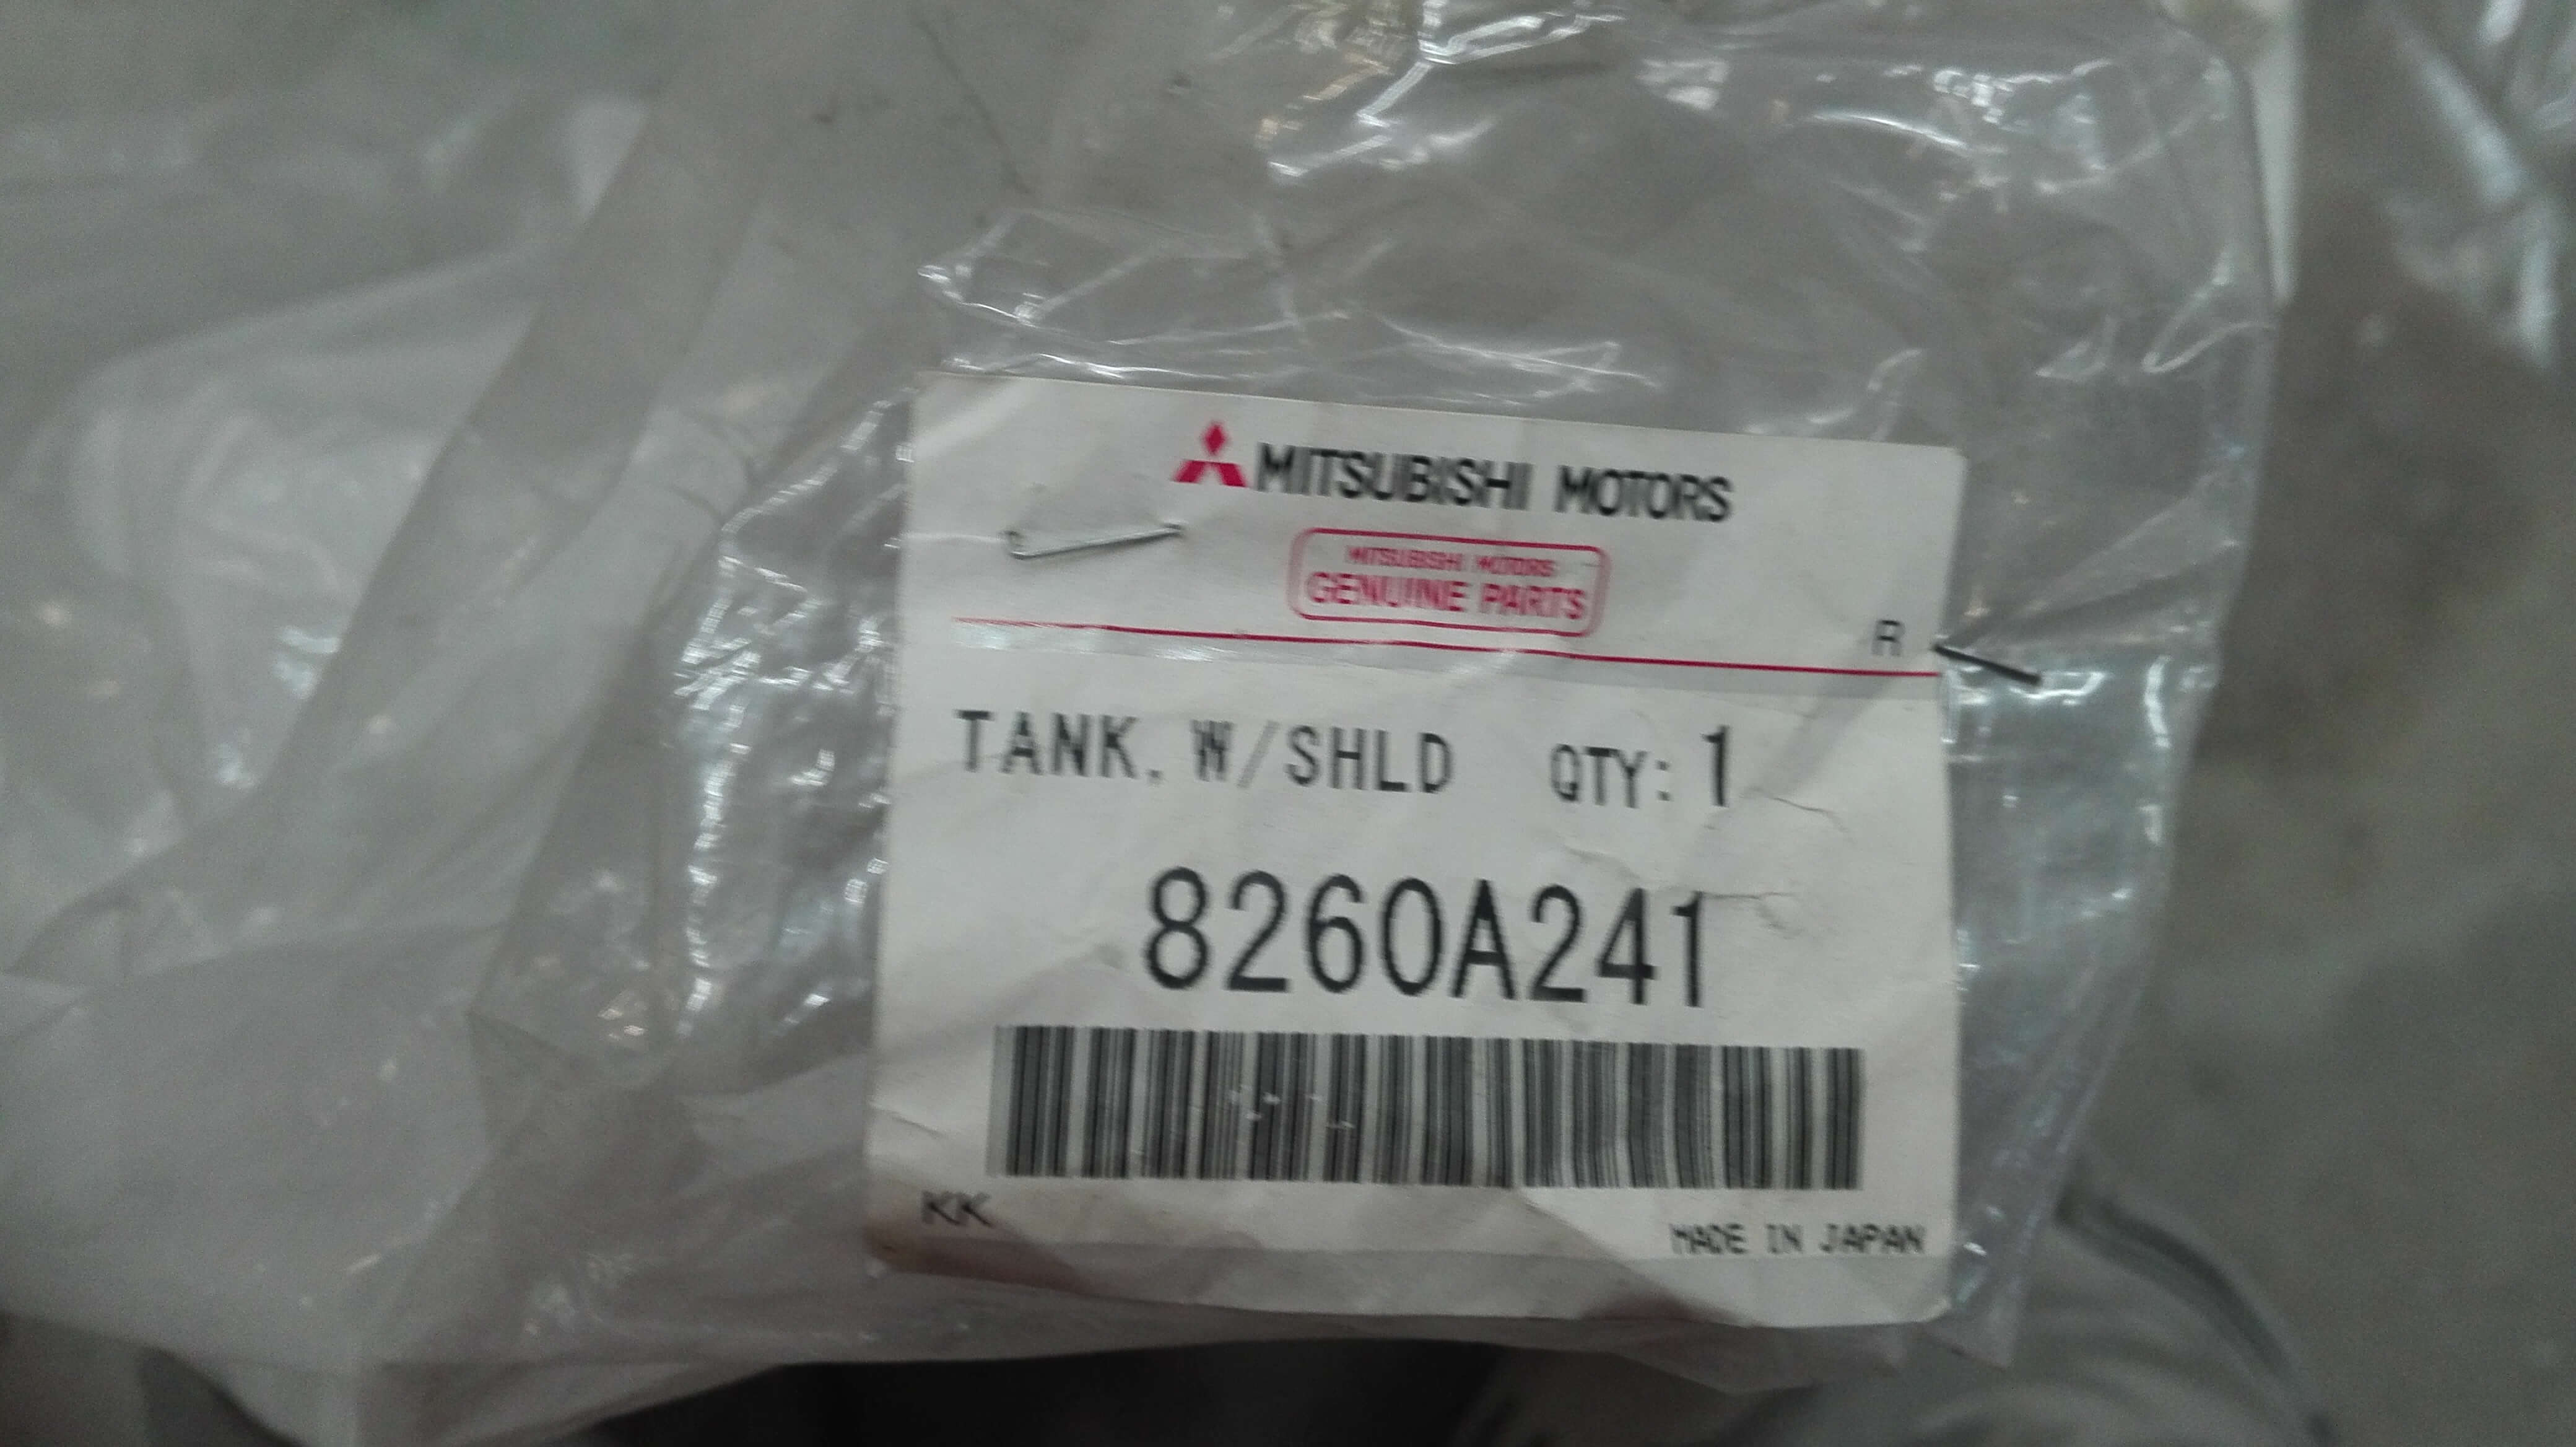 MITSUBISHI MOTORS
MITSUBISHI MOTORS
GENUINE PARTS
R
TANK, W/SHLD QTY: 1
8260A241
KK
MADE IN JAPAN